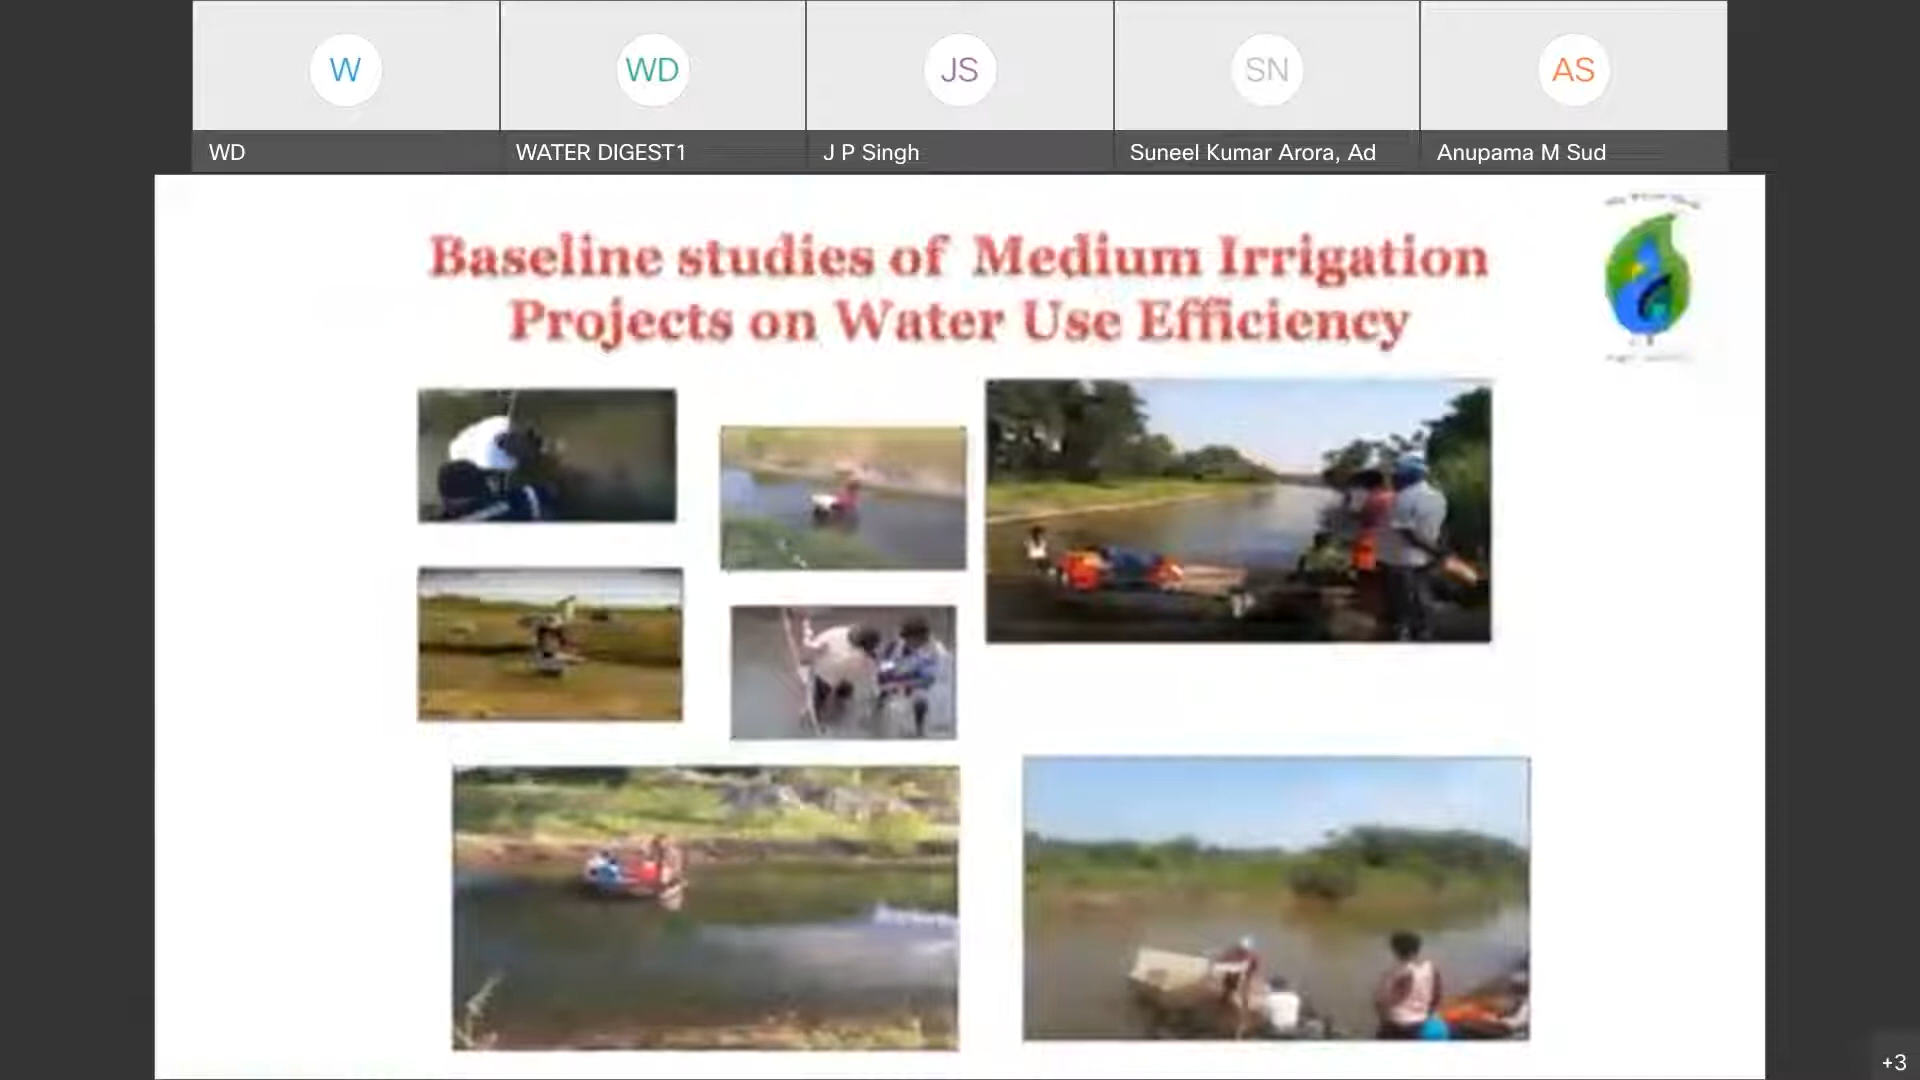 W
WD
JS
SN
AS
WD
WATER DIGEST1
J P Singh
Suneel Kumar Arora, Ad
Anupama M Sud
Baseline studies of Medium Irrigation
Projects on Water Use Efficiency
+3